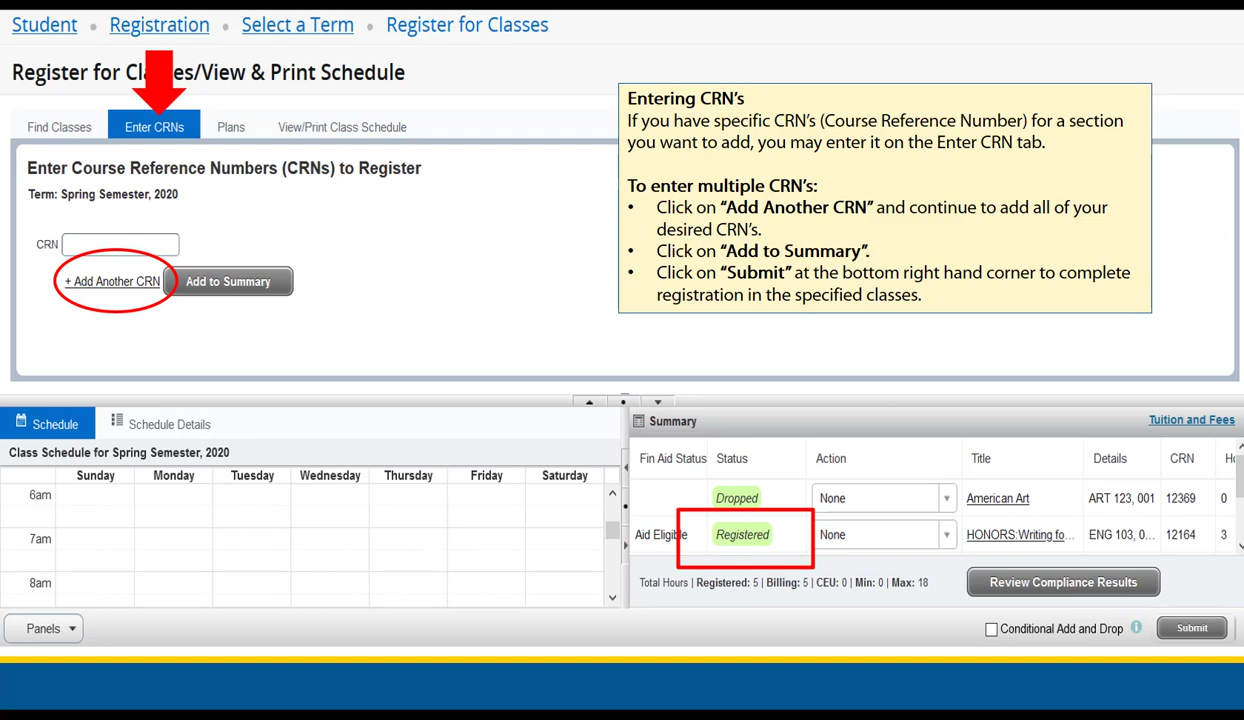 Student • Registration • Select a Term • Register for Classes
Register for Cl es/View & Print Schedule
Find Classes
Enter CRNs
Plans
View/Print Class Schedule
Enter Course Reference Numbers (CRNs) to Register
Term: Spring Semester, 2020
CRN
+ Add Another CRN
Add to Summary
Entering CRN's
If you have specific CRN's (Course Reference Number) for a section
you want to add, you may enter it on the Enter CRN tab.
To enter multiple CRN's:
• Click on “Add Another CRN” and continue to add all of your
desired CRN's.
• Click on “Add to Summary”.
• Click on “Submit” at the bottom right hand corner to complete
registration in the specified classes.
Schedule
Schedule Details
Class Schedule for Spring Semester, 2020
Sunday Monday Tuesday Wednesday Thursday Friday Saturday
6am
7am
8am
Summary
Tuition and Fees
Fin Aid Status Status Action Title Details CRN Ho
Dropped None American Art ART 123, 001 12369 0
Aid Eligible Registered None HONORS:Writing fo... ENG 103, 0... 12164 3
Total Hours | Registered: 5 | Billing: 5 | CEU: 0 | Min: 0 | Max: 18
Review Compliance Results
Panels
Conditional Add and Drop
Submit